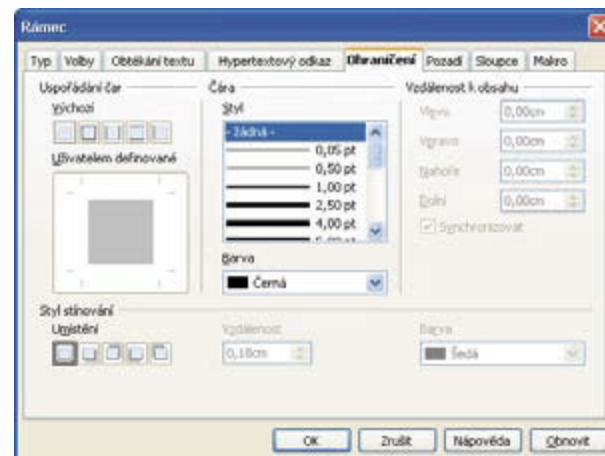 Rámec
Typ Volby Obtékání textu Hypertextový odkaz Ohraničení Pozadí Sloupce Makro
Uspořádání čar
Výchozí
Uživatelem definované
Čára
Styl
- žádná -
0,05 pt
0,50 pt
1,00 pt
2,50 pt
4,00 pt
5,00 pt
Barva
Černá
Vzdálenost k obsahu
Vlevo 0,00cm
Vpravo 0,00cm
Nahoře 0,00cm
Dolní 0,00cm
Synchronizovat
Styl stínování
Umístění
Vzdálenost
0,18cm
Barva
Šedá
OK Zrušit Nápověda Obnovit